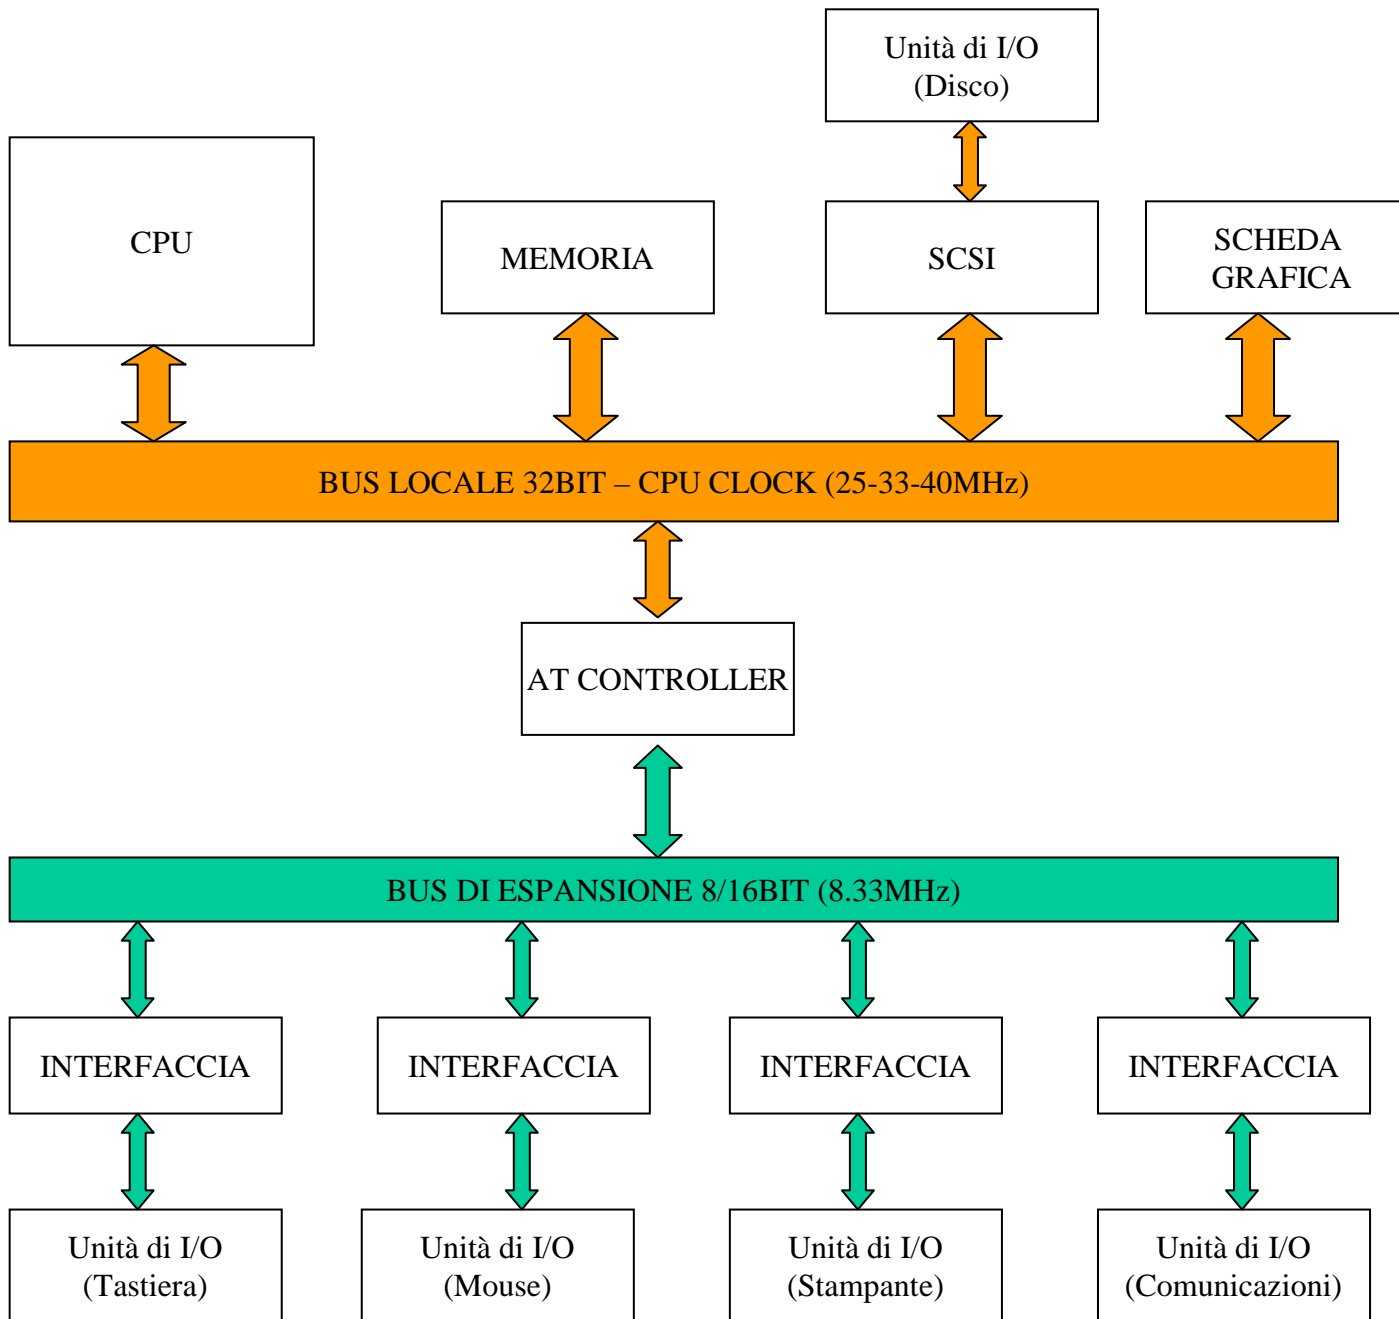 Unità di I/O
(Disco)
CPU
MEMORIA
SCSI
SCHEDA
GRAFICA
BUS LOCALE 32BIT – CPU CLOCK (25-33-40MHz)
AT CONTROLLER
BUS DI ESPANSIONE 8/16BIT (8.33MHz)
INTERFACCIA
INTERFACCIA
INTERFACCIA
INTERFACCIA
Unità di I/O
(Tastiera)
Unità di I/O
(Mouse)
Unità di I/O
(Stampante)
Unità di I/O
(Comunicazioni)